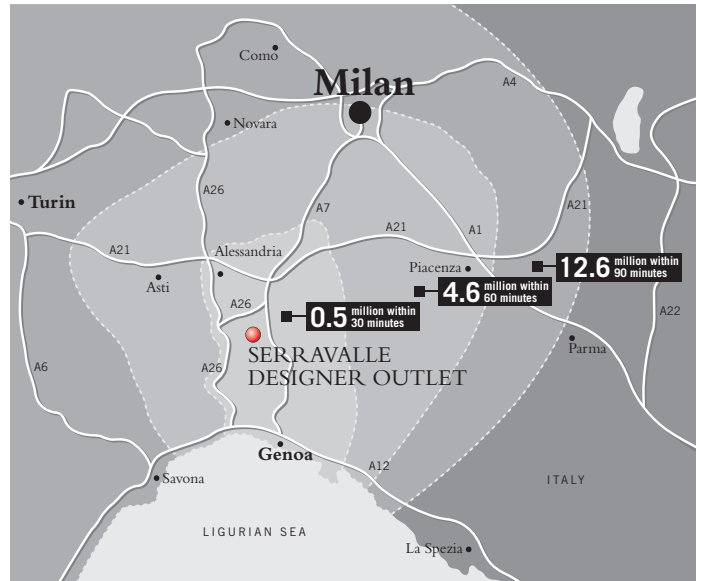 Como
Milan
A4
Novara
A26
Turin
A7
A21
A1
A21
A21
Alessandria
Piacenza
12.6 million within
90 minutes
Asti
4.6 million within
60 minutes
A26
0.5 million within
30 minutes
A22
SERRAVALLE
DESIGNER OUTLET
Parma
A6
A26
Genoa
A12
Savona
ITALY
LIGURIAN SEA
La Spezia